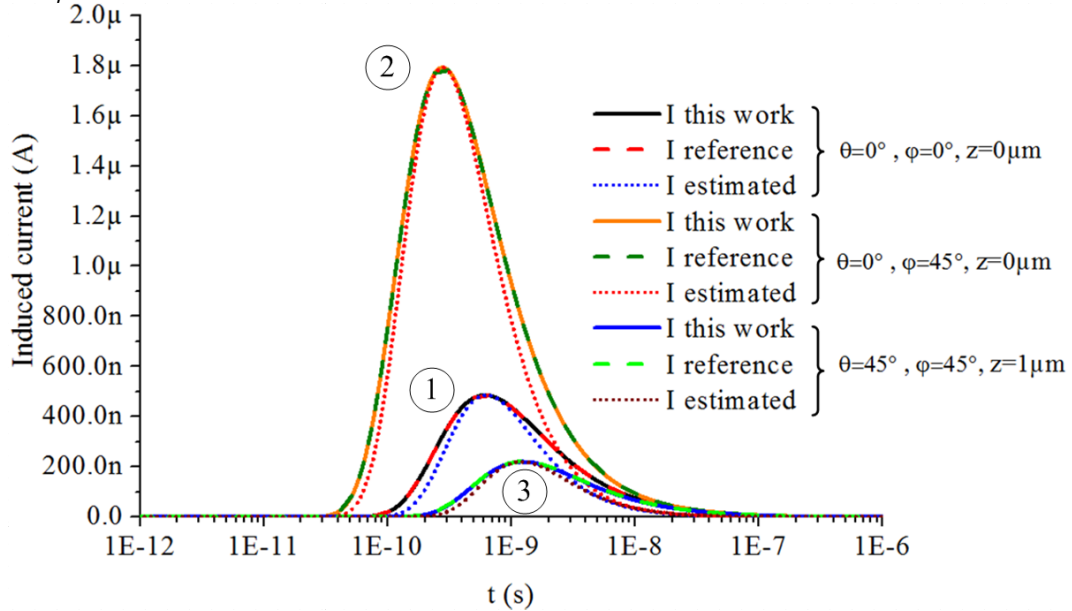 2.0µ
1.8µ
1.6µ
1.4µ
1.2µ
1.0µ
800.0n
600.0n
400.0n
200.0n
0.0
Induced current (A)
1E-12 1E-11 1E-10 1E-9 1E-8 1E-7 1E-6
t (s)
2
1
3
I this work
I reference
I estimated
θ=0° , φ=0°, z=0µm
I this work
I reference
I estimated
θ=0° , φ=45°, z=0µm
I this work
I reference
I estimated
θ=45° , φ=45°, z=1µm